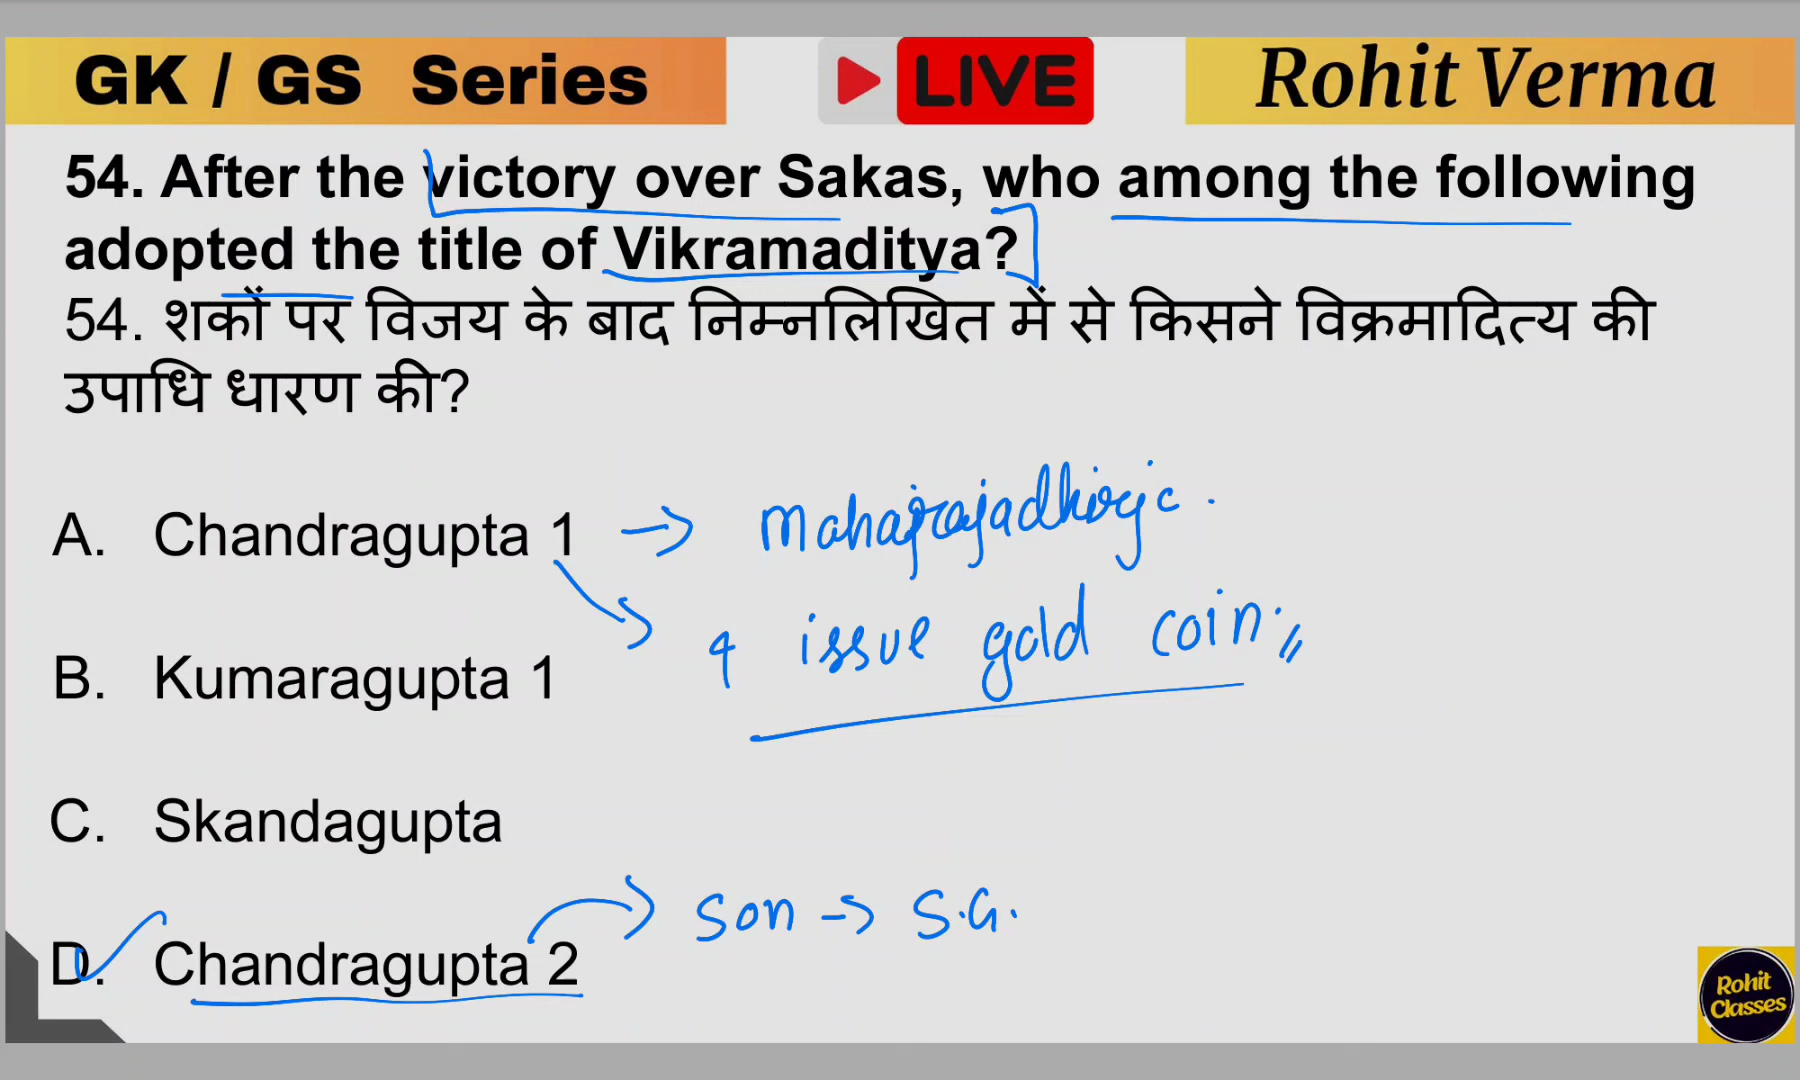 GK / GS Series
LIVE
Rohit Verma
54. After the victory over Sakas, who among the following
adopted the title of Vikramaditya?
54. शकों पर विजय के बाद निम्नलिखित में से किसने विक्रमादित्य की
उपाधि धारण की?
A. Chandragupta 1 →
issue gold coin
B. Kumaragupta 1
C. Skandagupta
son → S.G.
D. Chandragupta 2
Rohit
Classes